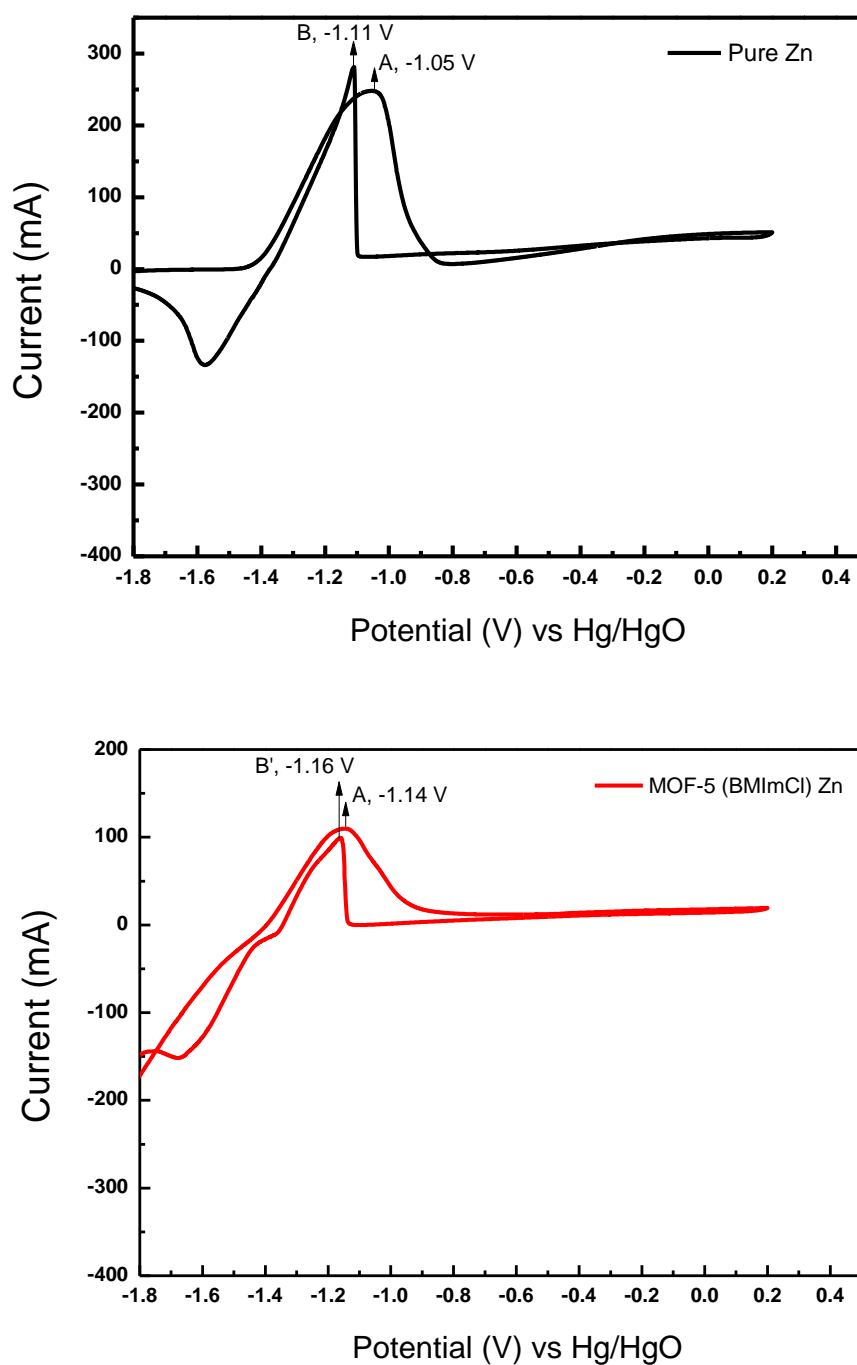 B, -1.11 V
A, -1.05 V
Pure Zn
300
200
100
0
-100
-200
-300
-400
Current (mA)
-1.8 -1.6 -1.4 -1.2 -1.0 -0.8 -0.6 -0.4 -0.2 0.0 0.2 0.4
Potential (V) vs Hg/HgO
B', -1.16 V
A, -1.14 V
MOF-5 (BMImCl) Zn
200
100
0
-100
-200
-300
-400
Current (mA)
-1.8 -1.6 -1.4 -1.2 -1.0 -0.8 -0.6 -0.4 -0.2 0.0 0.2 0.4
Potential (V) vs Hg/HgO